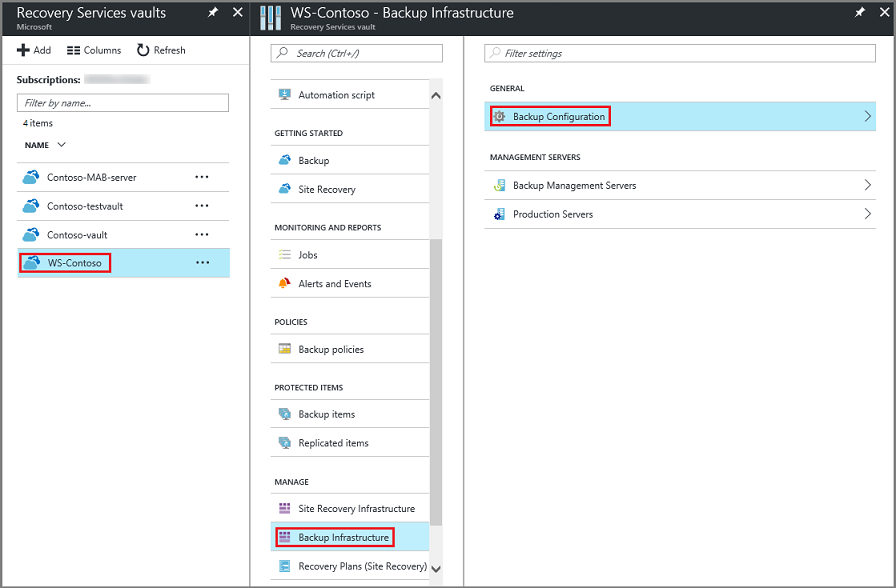 Recovery Services vaults
Microsoft
Add
Columns
Refresh
Subscriptions:
Filter by name...
4 items
NAME
Contoso-MAB-server
Contoso-testvault
Contoso-vault
WS-Contoso
WS-Contoso - Backup Infrastructure
Recovery Services vault
Search (Ctrl+/)
Automation script
GETTING STARTED
Backup
Site Recovery
MONITORING AND REPORTS
Jobs
Alerts and Events
POLICIES
Backup policies
PROTECTED ITEMS
Backup items
Replicated items
MANAGE
Site Recovery Infrastructure
Backup Infrastructure
Recovery Plans (Site Recovery)
Filter settings
GENERAL
Backup Configuration
MANAGEMENT SERVERS
Backup Management Servers
Production Servers